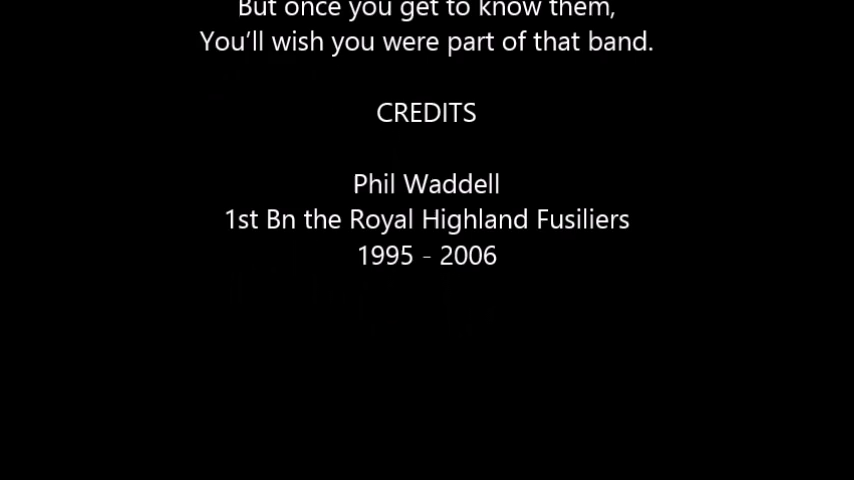 But once you get to know them,
You’ll wish you were part of that band.
CREDITS
Phil Waddell
1st Bn the Royal Highland Fusiliers
1995 - 2006